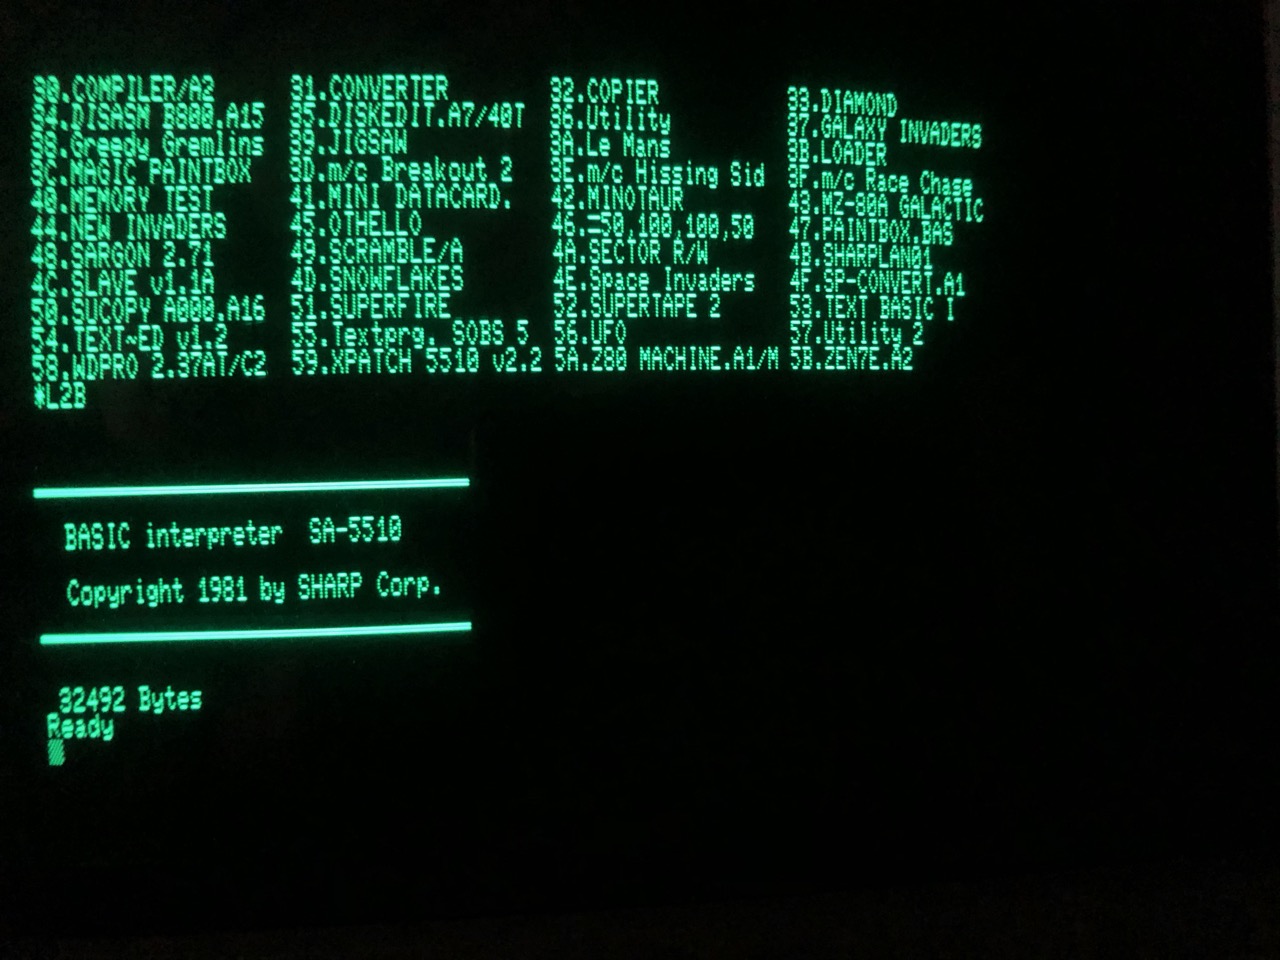 30.COMPILER/A2 31.CONVERTER 32.COPIER 33.DIAMOND
34.DISASM B800.A15 35.DISKEDIT.A7/40T 36.Utility 37.GALAXY INVADERS
38.Greedy Gremlins 39.JIGSAW 3A.Le Mans 3B.LOADER
3C.MAGIC PAINTBOX 3D.m/c Breakout 2 3E.m/c Hissing Sid 3F.m/c Race Chase
40.MEMORY TEST 41.MINI DATACARD. 42.MINOTAUR 43.MZ-80A GALACTIC
44.NEW INVADERS 45.OTHELLO 46.=50,100,100,50 47.PAINTBOX.BAS
48.SARGON 2.71 49.SCRAMBLE/A 4A.SECTOR R/W 4B.SHARPLAN01
4C.SLAVE v1.1A 4D.SNOWFLAKES 4E.Space Invaders 4F.SP-CONVERT.A1
50.SUCOPY A000.A16 51.SUPERFIRE 52.SUPERTAPE 2 53.TEXT BASIC I
54.TEXT~ED v1.2 55.Textprg. SOBS 5 56.UFO 57.Utility 2
58.WDPRO 2.37AT/C2 59.XPATCH 5510 v2.2 5A.Z80 MACHINE.A1/M 5B.ZEN7E.A2
*L2B
BASIC interpreter SA-5510
Copyright 1981 by SHARP Corp.
32492 Bytes
Ready